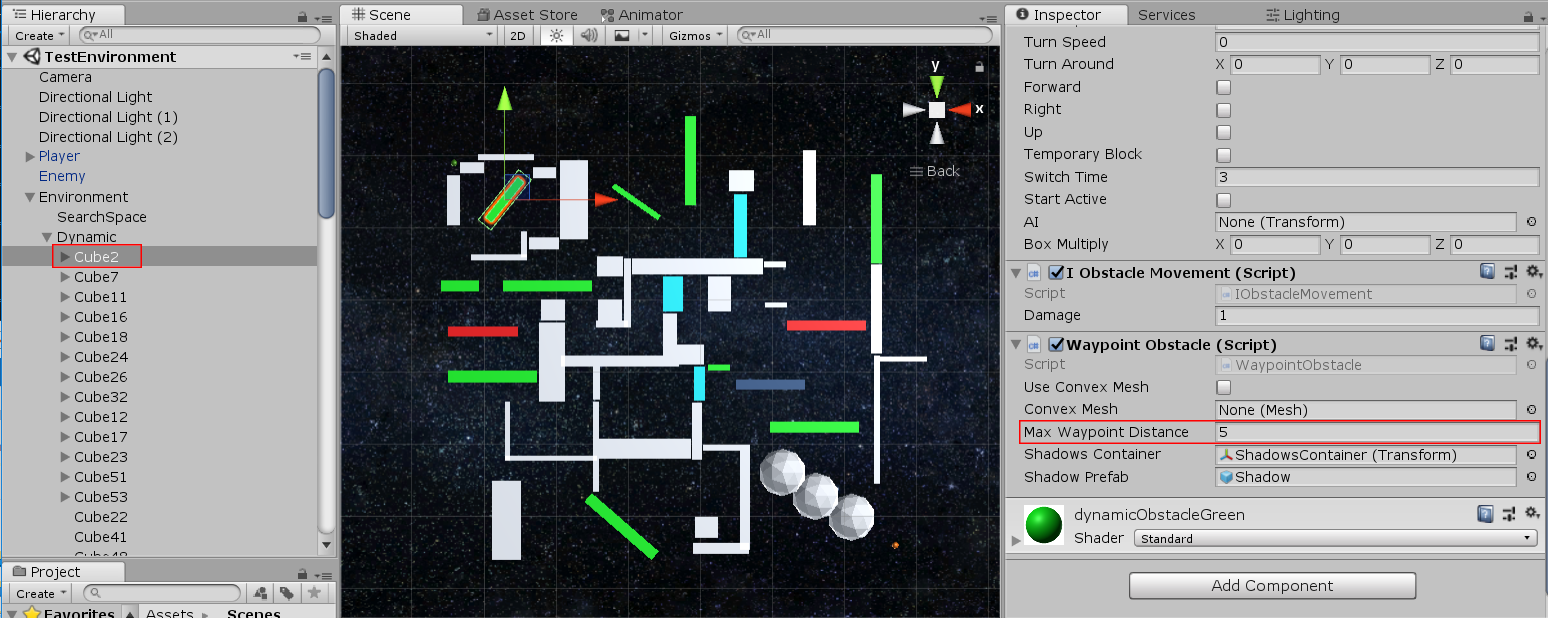 Hierarchy
Create
All
TestEnvironment
Camera
Directional Light
Directional Light (1)
Directional Light (2)
Player
Enemy
Environment
SearchSpace
Dynamic
Cube2
Cube7
Cube11
Cube16
Cube18
Cube24
Cube26
Cube32
Cube12
Cube17
Cube23
Cube51
Cube53
Cube22
Cube41
Cube48
Project
Create
Favorites
Assets
Scenes
Scene
Asset Store
Animator
Shaded
2D
Gizmos
All
y
x
Back
Inspector
Services
Lighting
Turn Speed 0
Turn Around X 0 Y 0 Z 0
Forward
Right
Up
Temporary Block
Switch Time 3
Start Active
AI None (Transform)
Box Multiply X 0 Y 0 Z 0
I Obstacle Movement (Script)
Script IObstacleMovement
Damage 1
Waypoint Obstacle (Script)
Script WaypointObstacle
Use Convex Mesh
Convex Mesh None (Mesh)
Max Waypoint Distance 5
Shadows Container ShadowsContainer (Transform)
Shadow Prefab Shadow
dynamicObstacleGreen
Shader Standard
Add Component